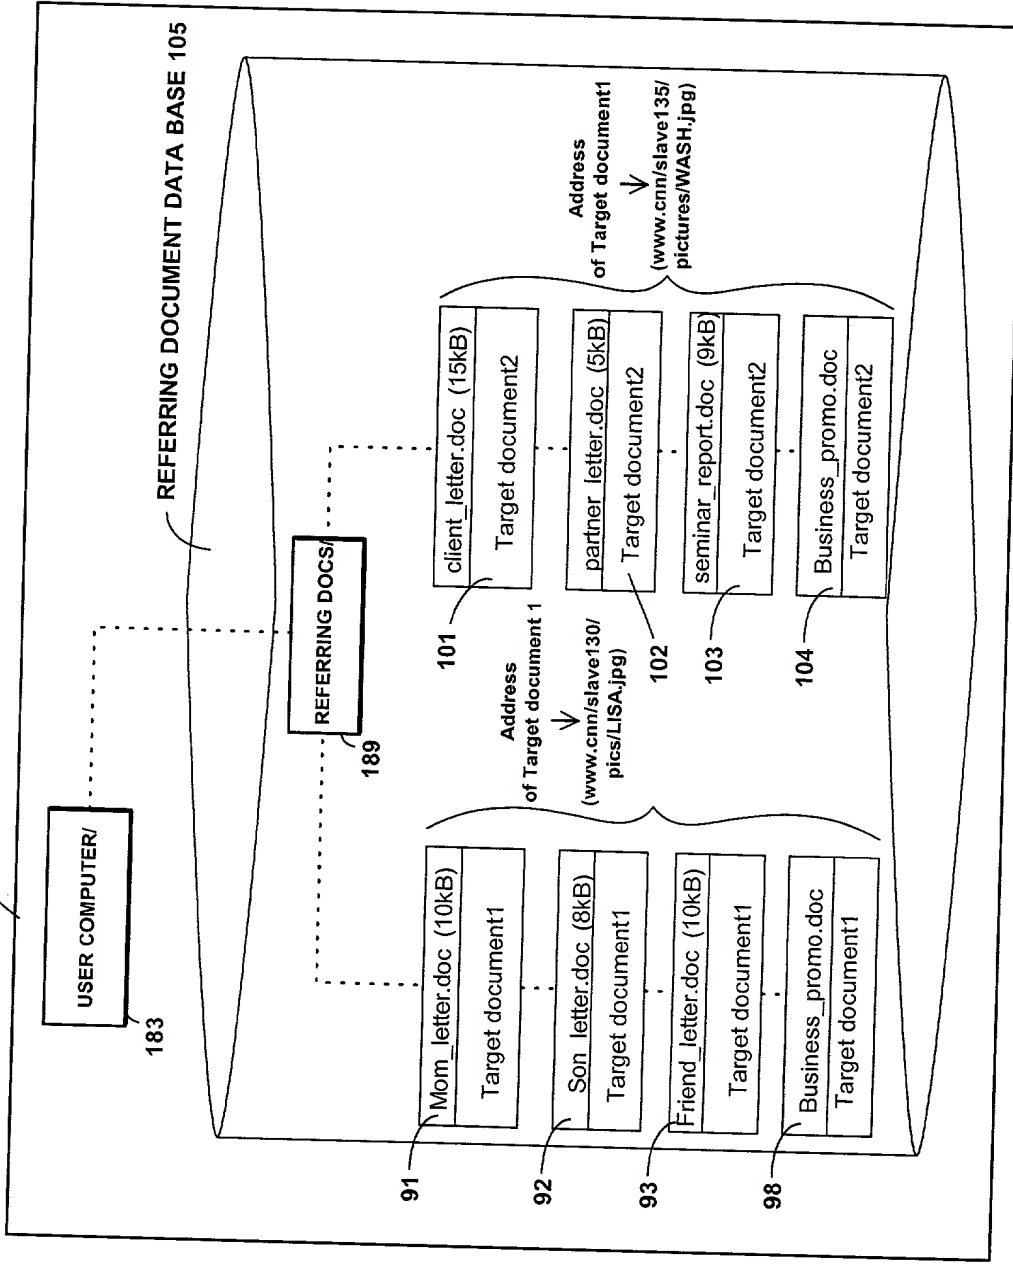 REFERRING DOCUMENT DATA BASE 105
USER COMPUTER/
183
REFERRING DOCS/
189
91
Mom_letter.doc (10kB)
Target document1
92
Son_letter.doc (8kB)
Target document1
93
Friend_letter.doc (10kB)
Target document1
98
Business_promo.doc
Target document1
Address
of Target document 1
(www.cnn/slave130/
pics/LISA.jpg)
101
client_letter.doc (15kB)
Target document2
102
partner_letter.doc (5kB)
Target document2
103
seminar_report.doc (9kB)
Target document2
104
Business_promo.doc
Target document2
Address
of Target document1
(www.cnn/slave135/
pictures/WASH.jpg)